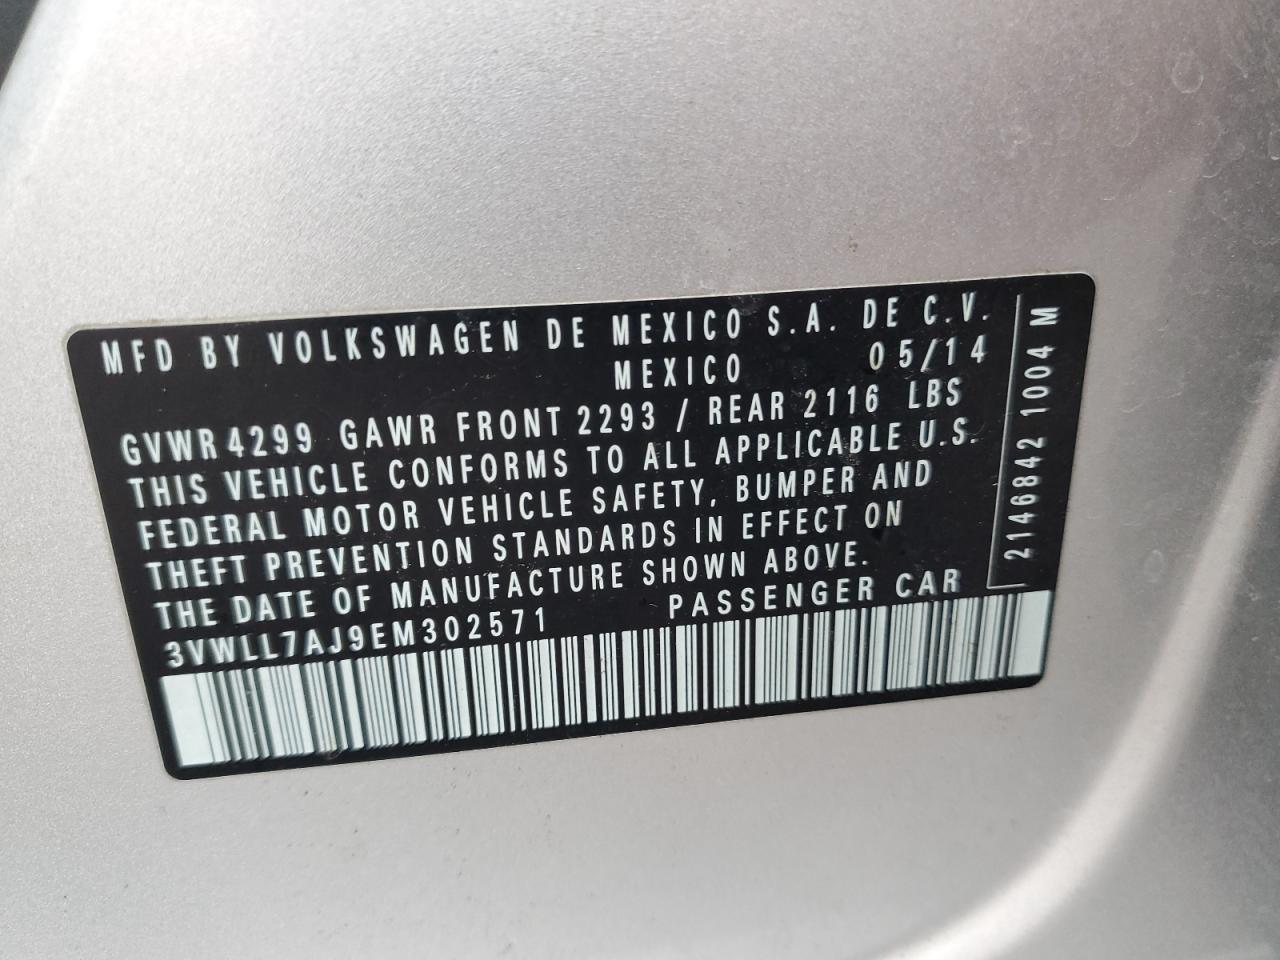 MFD BY VOLKSWAGEN DE MEXICO S.A. DE C.V.
MEXICO 05/14
GVWR 4299 GAWR FRONT 2293 / REAR 2116 LBS
THIS VEHICLE CONFORMS TO ALL APPLICABLE U.S.
FEDERAL MOTOR VEHICLE SAFETY, BUMPER AND
THEFT PREVENTION STANDARDS IN EFFECT ON
THE DATE OF MANUFACTURE SHOWN ABOVE.
3VWLL7AJ9EM302571 PASSENGER CAR
2146842 1004 M